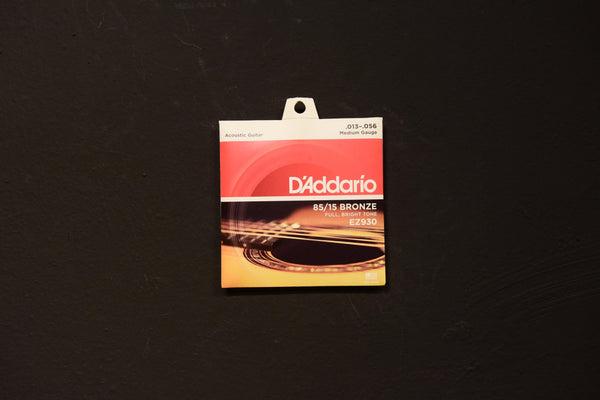 Acoustic Guitar
.013–.056
Medium Gauge
D'Addario
85/15 BRONZE
FULL, BRIGHT TONE
EZ930